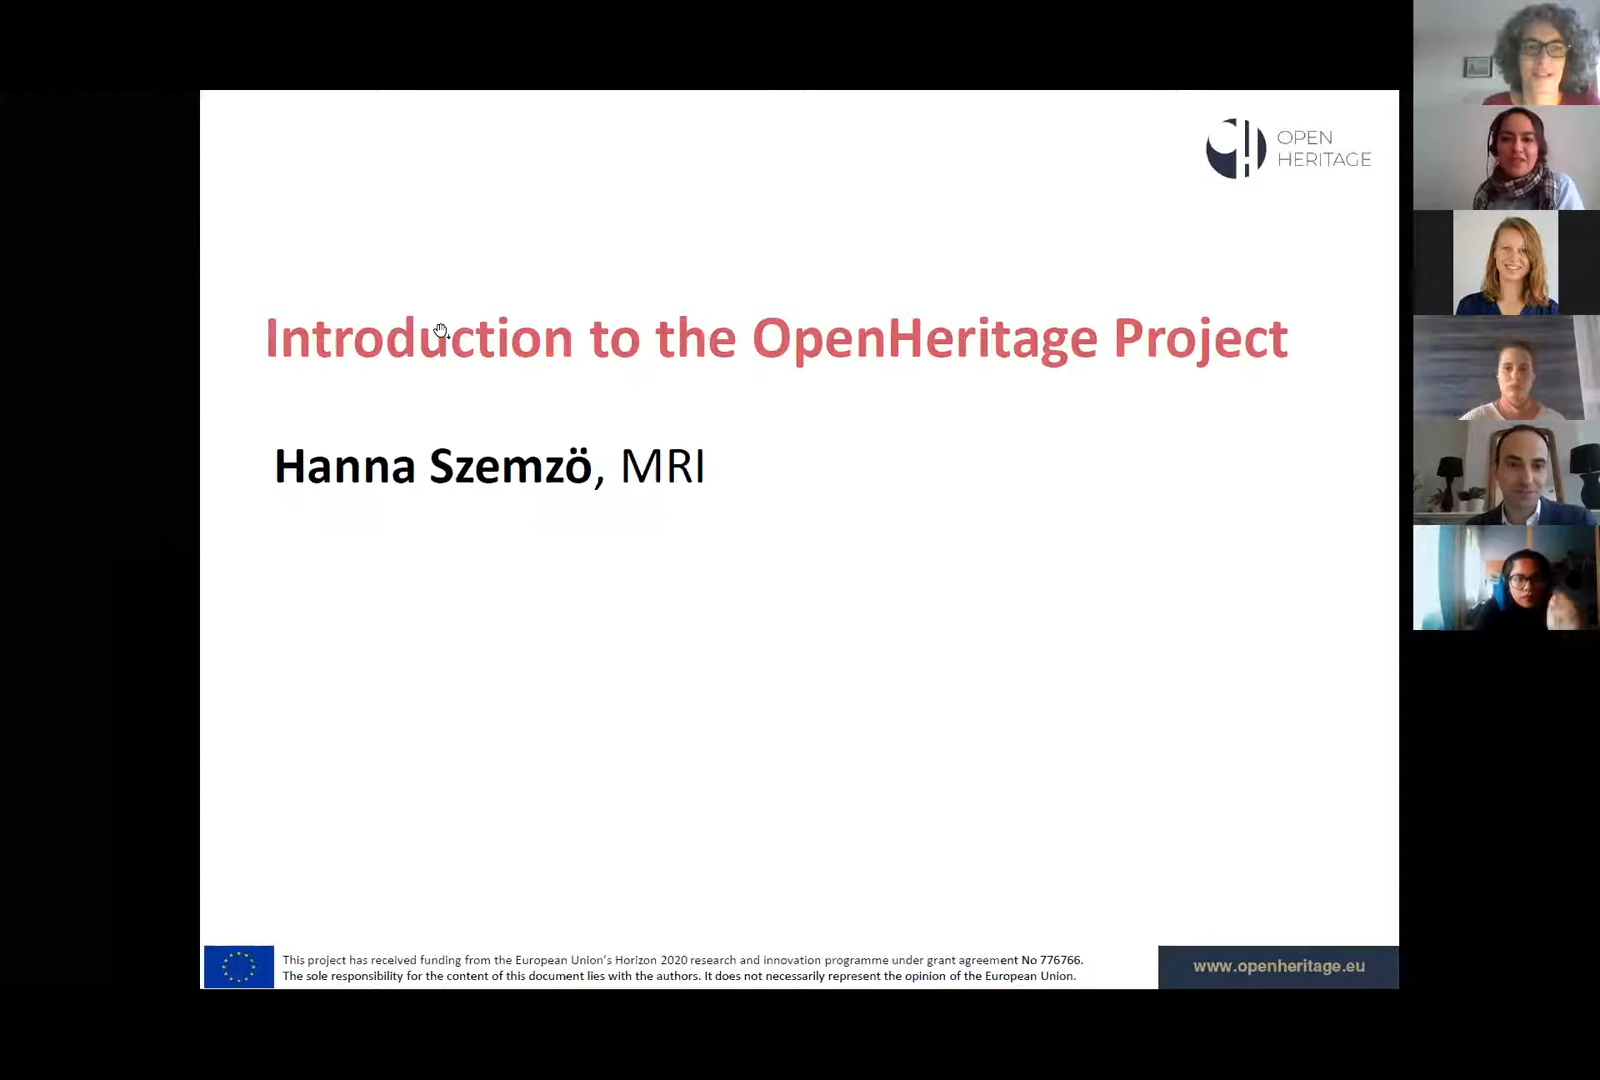 OPEN
HERITAGE
Introduction to the OpenHeritage Project
Hanna Szemzö, MRI
This project has received funding from the European Union's Horizon 2020 research and innovation programme under grant agreement No 776766.
The sole responsibility for the content of this document lies with the authors. It does not necessarily represent the opinion of the European Union.
www.openheritage.eu